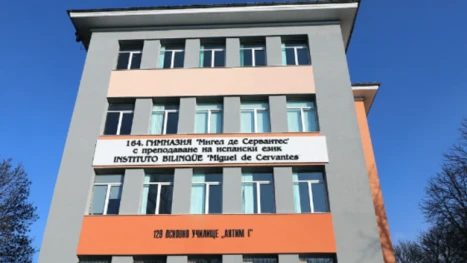 164. ГИМНАЗИЯ "Мигел де Сервантес"
с преподаване на испански език
INSTITUTO BILINGÜE "Miguel de Cervantes
129 ОСНОВНО УЧИЛИЩЕ „АНТИМ I"